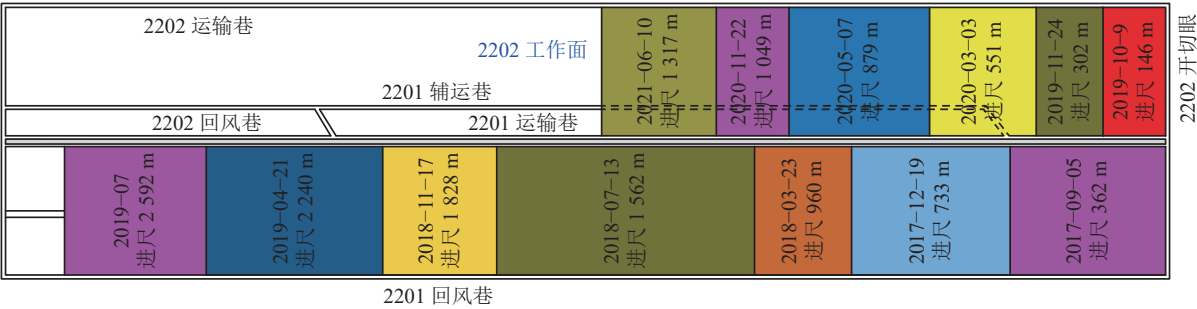 2202 运输巷
2202 工作面
2201 辅运巷
2202 回风巷
2201 运输巷
2021−06−10
进尺 1 317 m
2020−11−22
进尺 1 049 m
2020−05−07
进尺 879 m
2020−03−03
进尺 551 m
2019−11−24
进尺 302 m
2019−10−9
进尺 146 m
2202 开切眼
2019−07
进尺 2 592 m
2019−04−21
进尺 2 240 m
2018−11−17
进尺 1 828 m
2018−07−13
进尺 1 562 m
2018−03−23
进尺 960 m
2017−12−19
进尺 733 m
2017−09−05
进尺 362 m
2201 回风巷